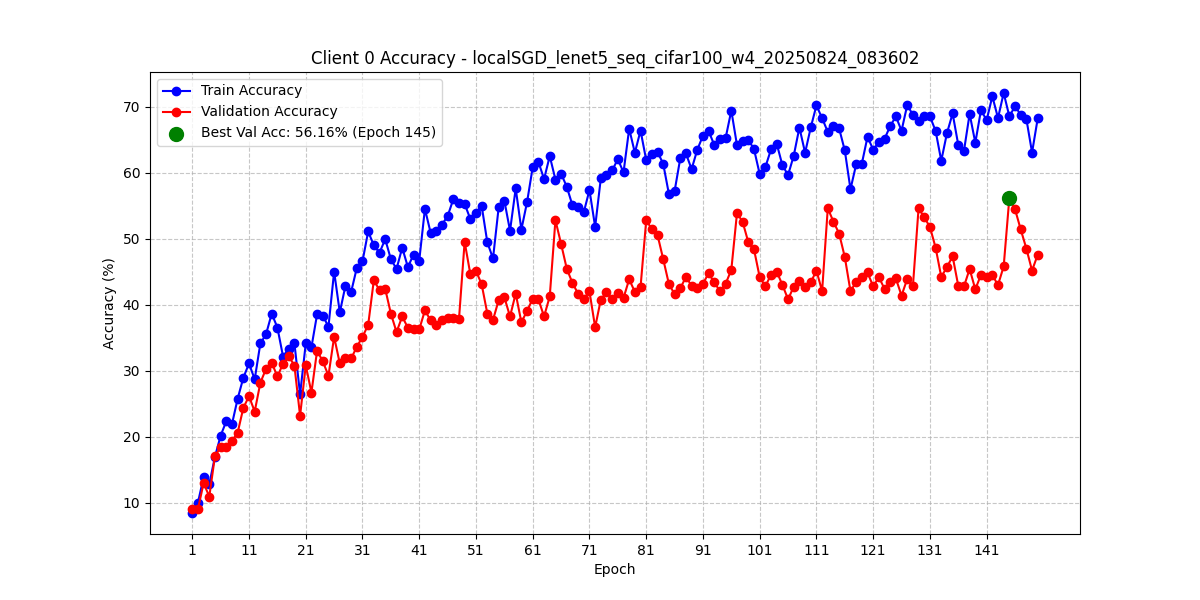 Client 0 Accuracy - localSGD_lenet5_seq_cifar100_w4_20250824_083602
Train Accuracy
Validation Accuracy
Best Val Acc: 56.16% (Epoch 145)
Accuracy (%)
70
60
50
40
30
20
10
1 11 21 31 41 51 61 71 81 91 101 111 121 131 141
Epoch